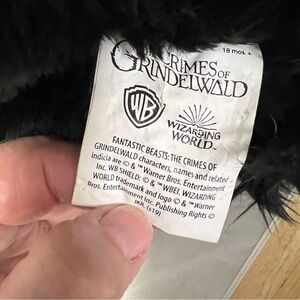 18 mos. +
CRIMES OF
GRINDELWALD
WB
WIZARDING
WORLD
FANTASTIC BEASTS: THE CRIMES OF
GRINDELWALD characters, names and related
indicia are © & ™ Warner Bros. Entertainment
Inc. WB SHIELD: © & ™ WBEI. WIZARDING
WORLD trademark and logo © & ™ Warner
Bros. Entertainment Inc. Publishing Rights ©
JKR. (s19)